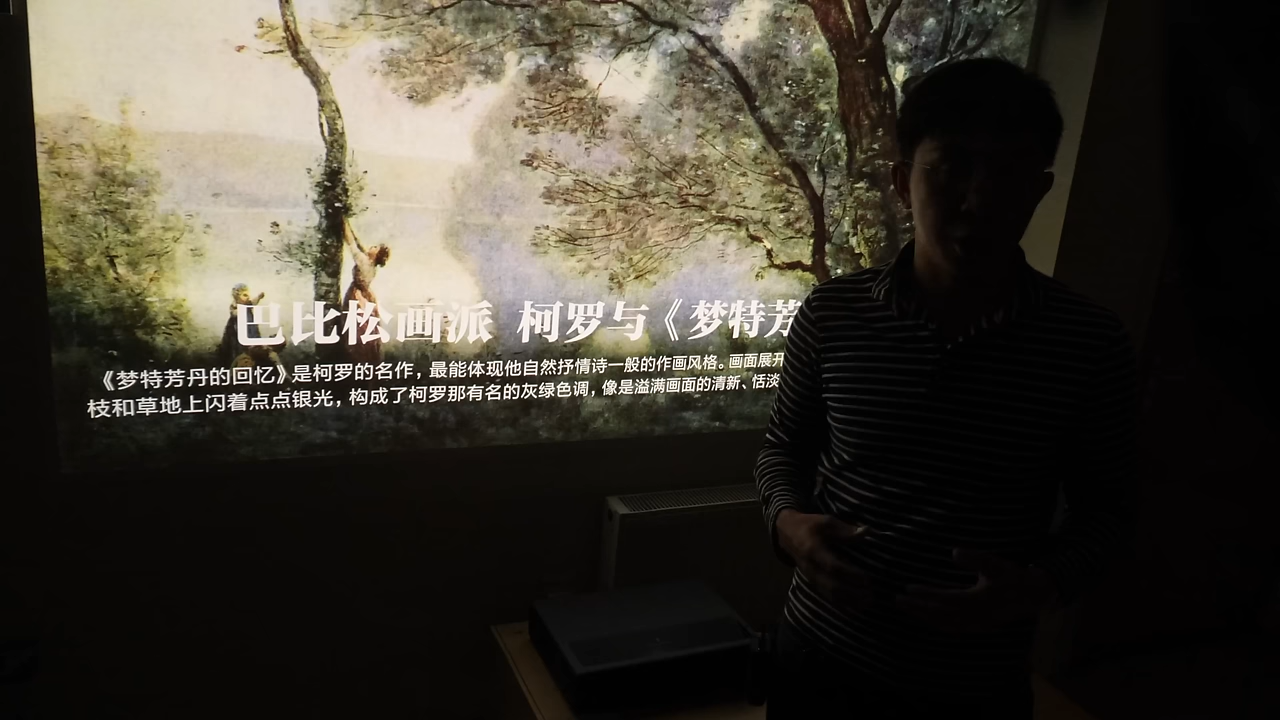 巴比松画派 柯罗与《梦特芳
《梦特芳丹的回忆》是柯罗的名作，最能体现他自然抒情诗一般的作画风格。画面展开
枝和草地上闪着点点银光，构成了柯罗那有名的灰绿色调，像是溢满画面的清新、恬淡